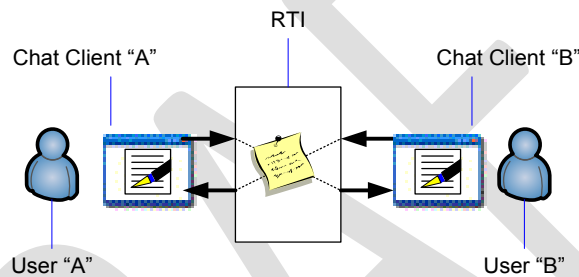 RTI
Chat Client “A”
Chat Client “B”
User “A”
User “B”